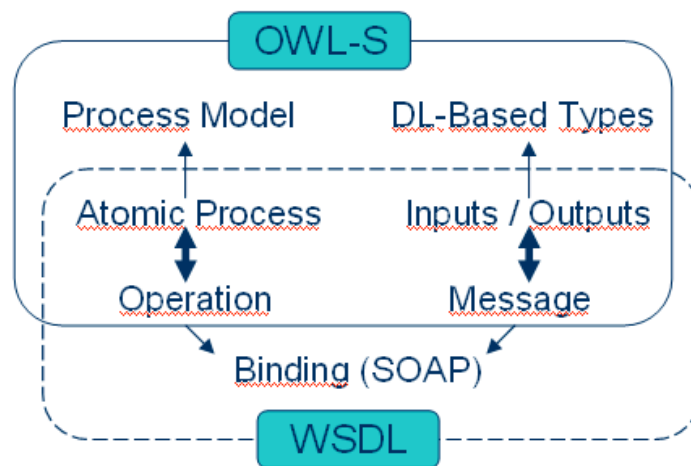 OWL-S
Process Model DL-Based Types
Atomic Process Inputs / Outputs
Operation Message
Binding (SOAP)
WSDL